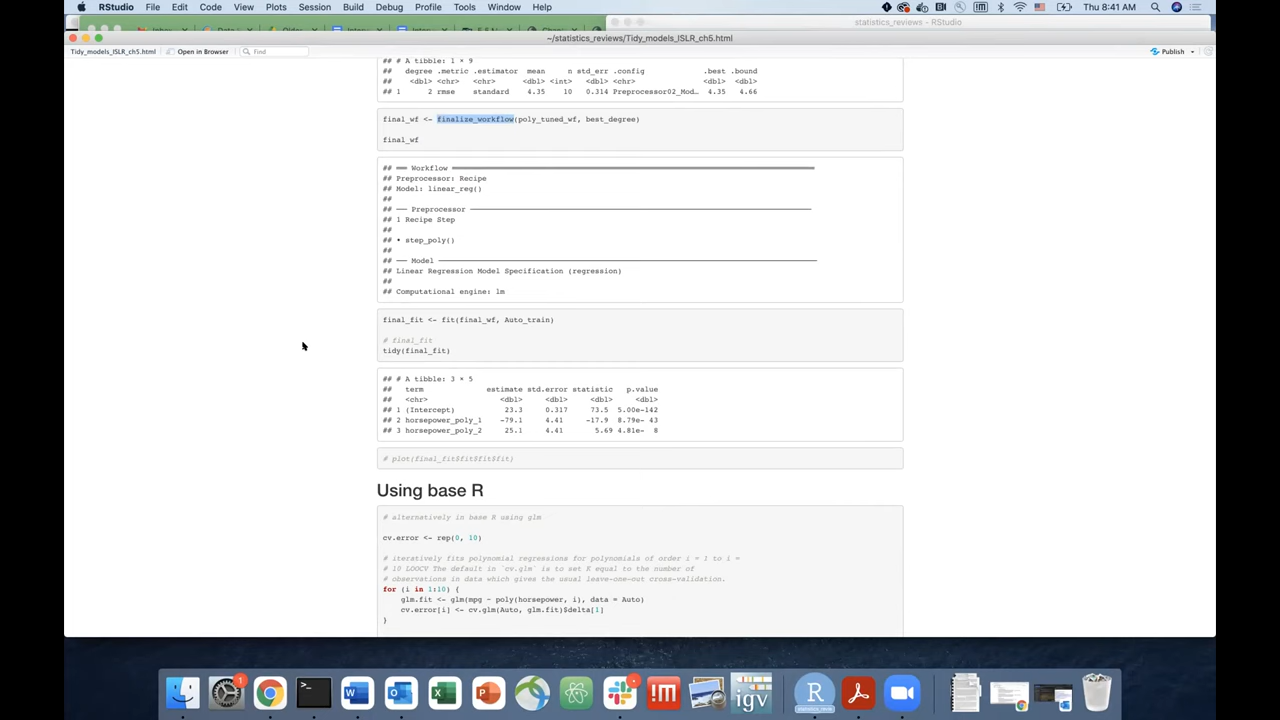 RStudio File Edit Code View Plots Session Build Debug Profile Tools Window Help Thu 8:41 AM
statistics_reviews - RStudio
~/statistics_reviews/Tidy_models_ISLR_ch5.html
Tidy_models_ISLR_ch5.html Open in Browser Find Publish
## # A tibble: 1 × 9
## degree .metric .estimator mean n std_err .config .best .bound
## <dbl> <chr> <chr> <dbl> <int> <dbl> <chr> <dbl> <dbl>
## 1 2 rmse standard 4.35 10 0.314 Preprocessor02_Mod… 4.35 4.66
final_wf <- finalize_workflow(poly_tuned_wf, best_degree)
final_wf
## ══ Workflow ══════════
## Preprocessor: Recipe
## Model: linear_reg()
##
## ── Preprocessor ──────────
## 1 Recipe Step
##
## • step_poly()
##
## ── Model ──────────
## Linear Regression Model Specification (regression)
##
## Computational engine: lm
final_fit <- fit(final_wf, Auto_train)
# final_fit
tidy(final_fit)
## # A tibble: 3 × 5
## term estimate std.error statistic p.value
## <chr> <dbl> <dbl> <dbl> <dbl>
## 1 (Intercept) 23.3 0.317 73.5 5.00e-142
## 2 horsepower_poly_1 -79.1 4.41 -17.9 8.79e- 43
## 3 horsepower_poly_2 25.1 4.41 5.69 4.81e- 8
# plot(final_fit$fit$fit$fit)
Using base R
# alternatively in base R using glm
cv.error <- rep(0, 10)
# iteratively fits polynomial regressions for polynomials of order i = 1 to i =
# 10 LOOCV The default in `cv.glm` is to set K equal to the number of
# observations in data which gives the usual leave-one-out cross-validation.
for (i in 1:10) {
glm.fit <- glm(mpg ~ poly(horsepower, i), data = Auto)
cv.error[i] <- cv.glm(Auto, glm.fit)$delta[1]
}
1
igv
statistics_revie